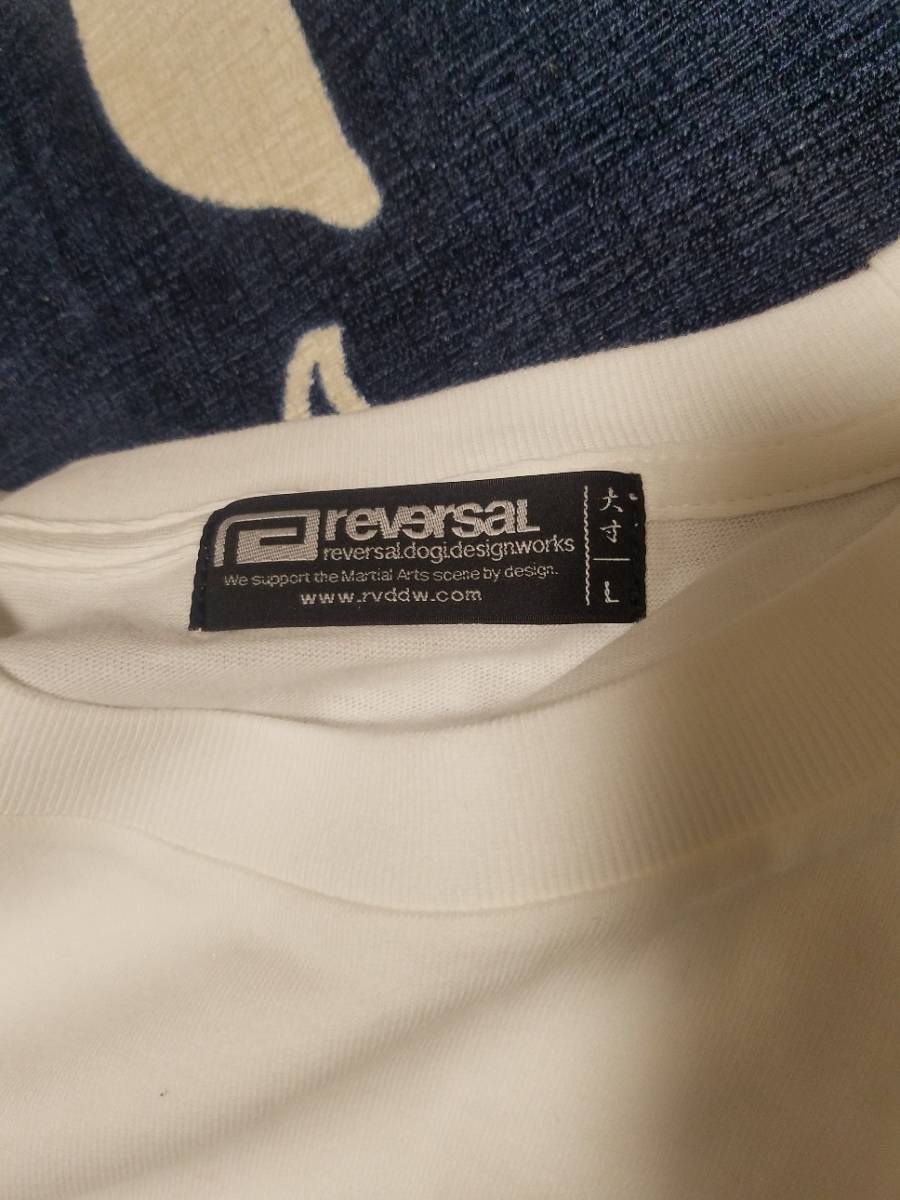 reversal
reversal.dogi.design.works
We support the Martial Arts scene by design.
www.rvddw.com
大寸
L